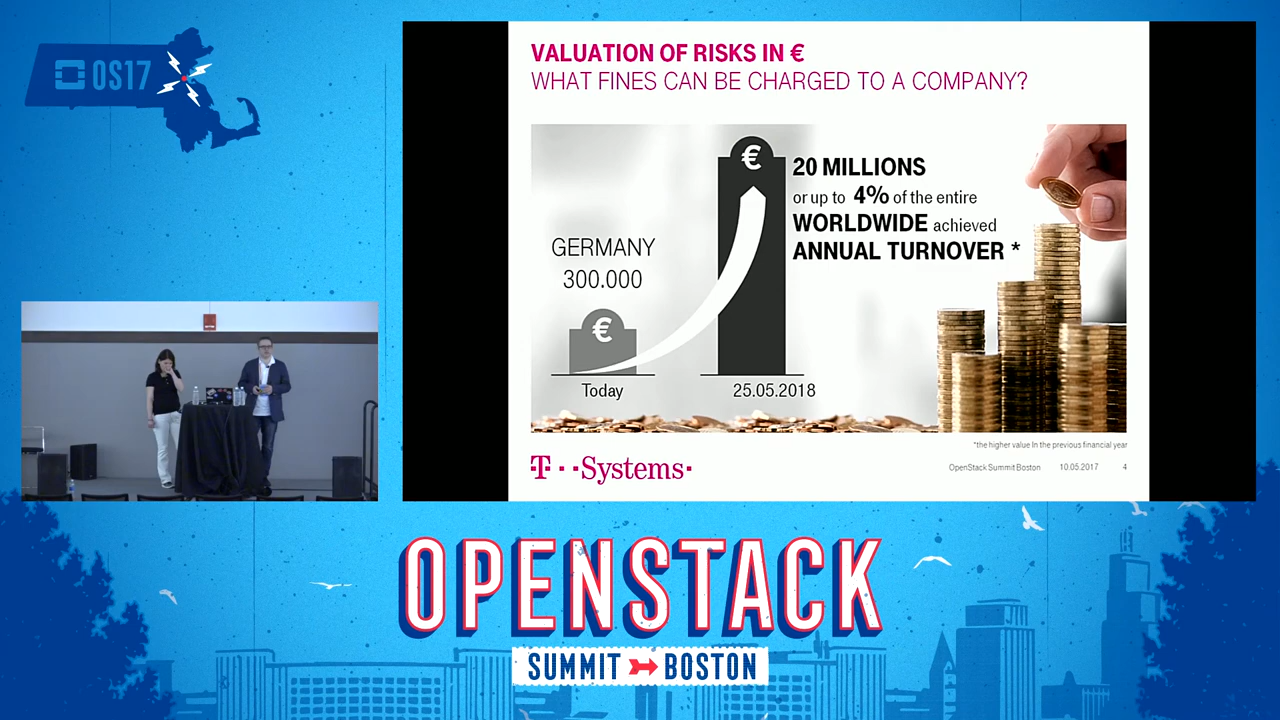 OS17
VALUATION OF RISKS IN €
WHAT FINES CAN BE CHARGED TO A COMPANY?
€
20 MILLIONS
or up to 4% of the entire
WORLDWIDE achieved
ANNUAL TURNOVER *
GERMANY
300.000
€
Today
25.05.2018
*the higher value In the previous financial year
T · · Systems ·
OpenStack Summit Boston 10.05.2017 4
OPENSTACK
SUMMIT BOSTON